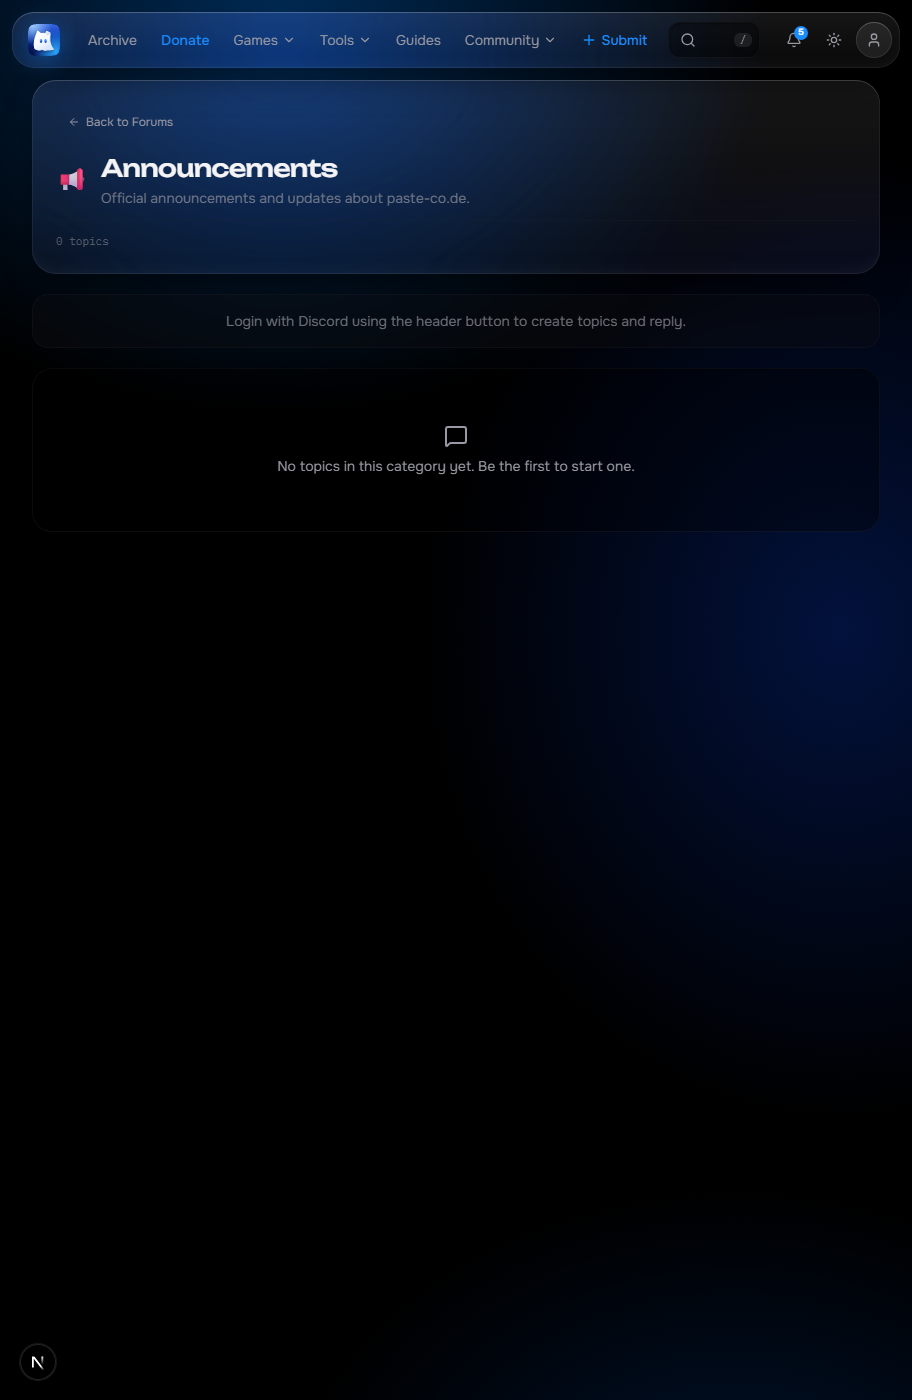 Archive Donate Games Tools Guides Community + Submit / 5
← Back to Forums
Announcements
Official announcements and updates about paste-co.de.
0 topics
Login with Discord using the header button to create topics and reply.
No topics in this category yet. Be the first to start one.
N